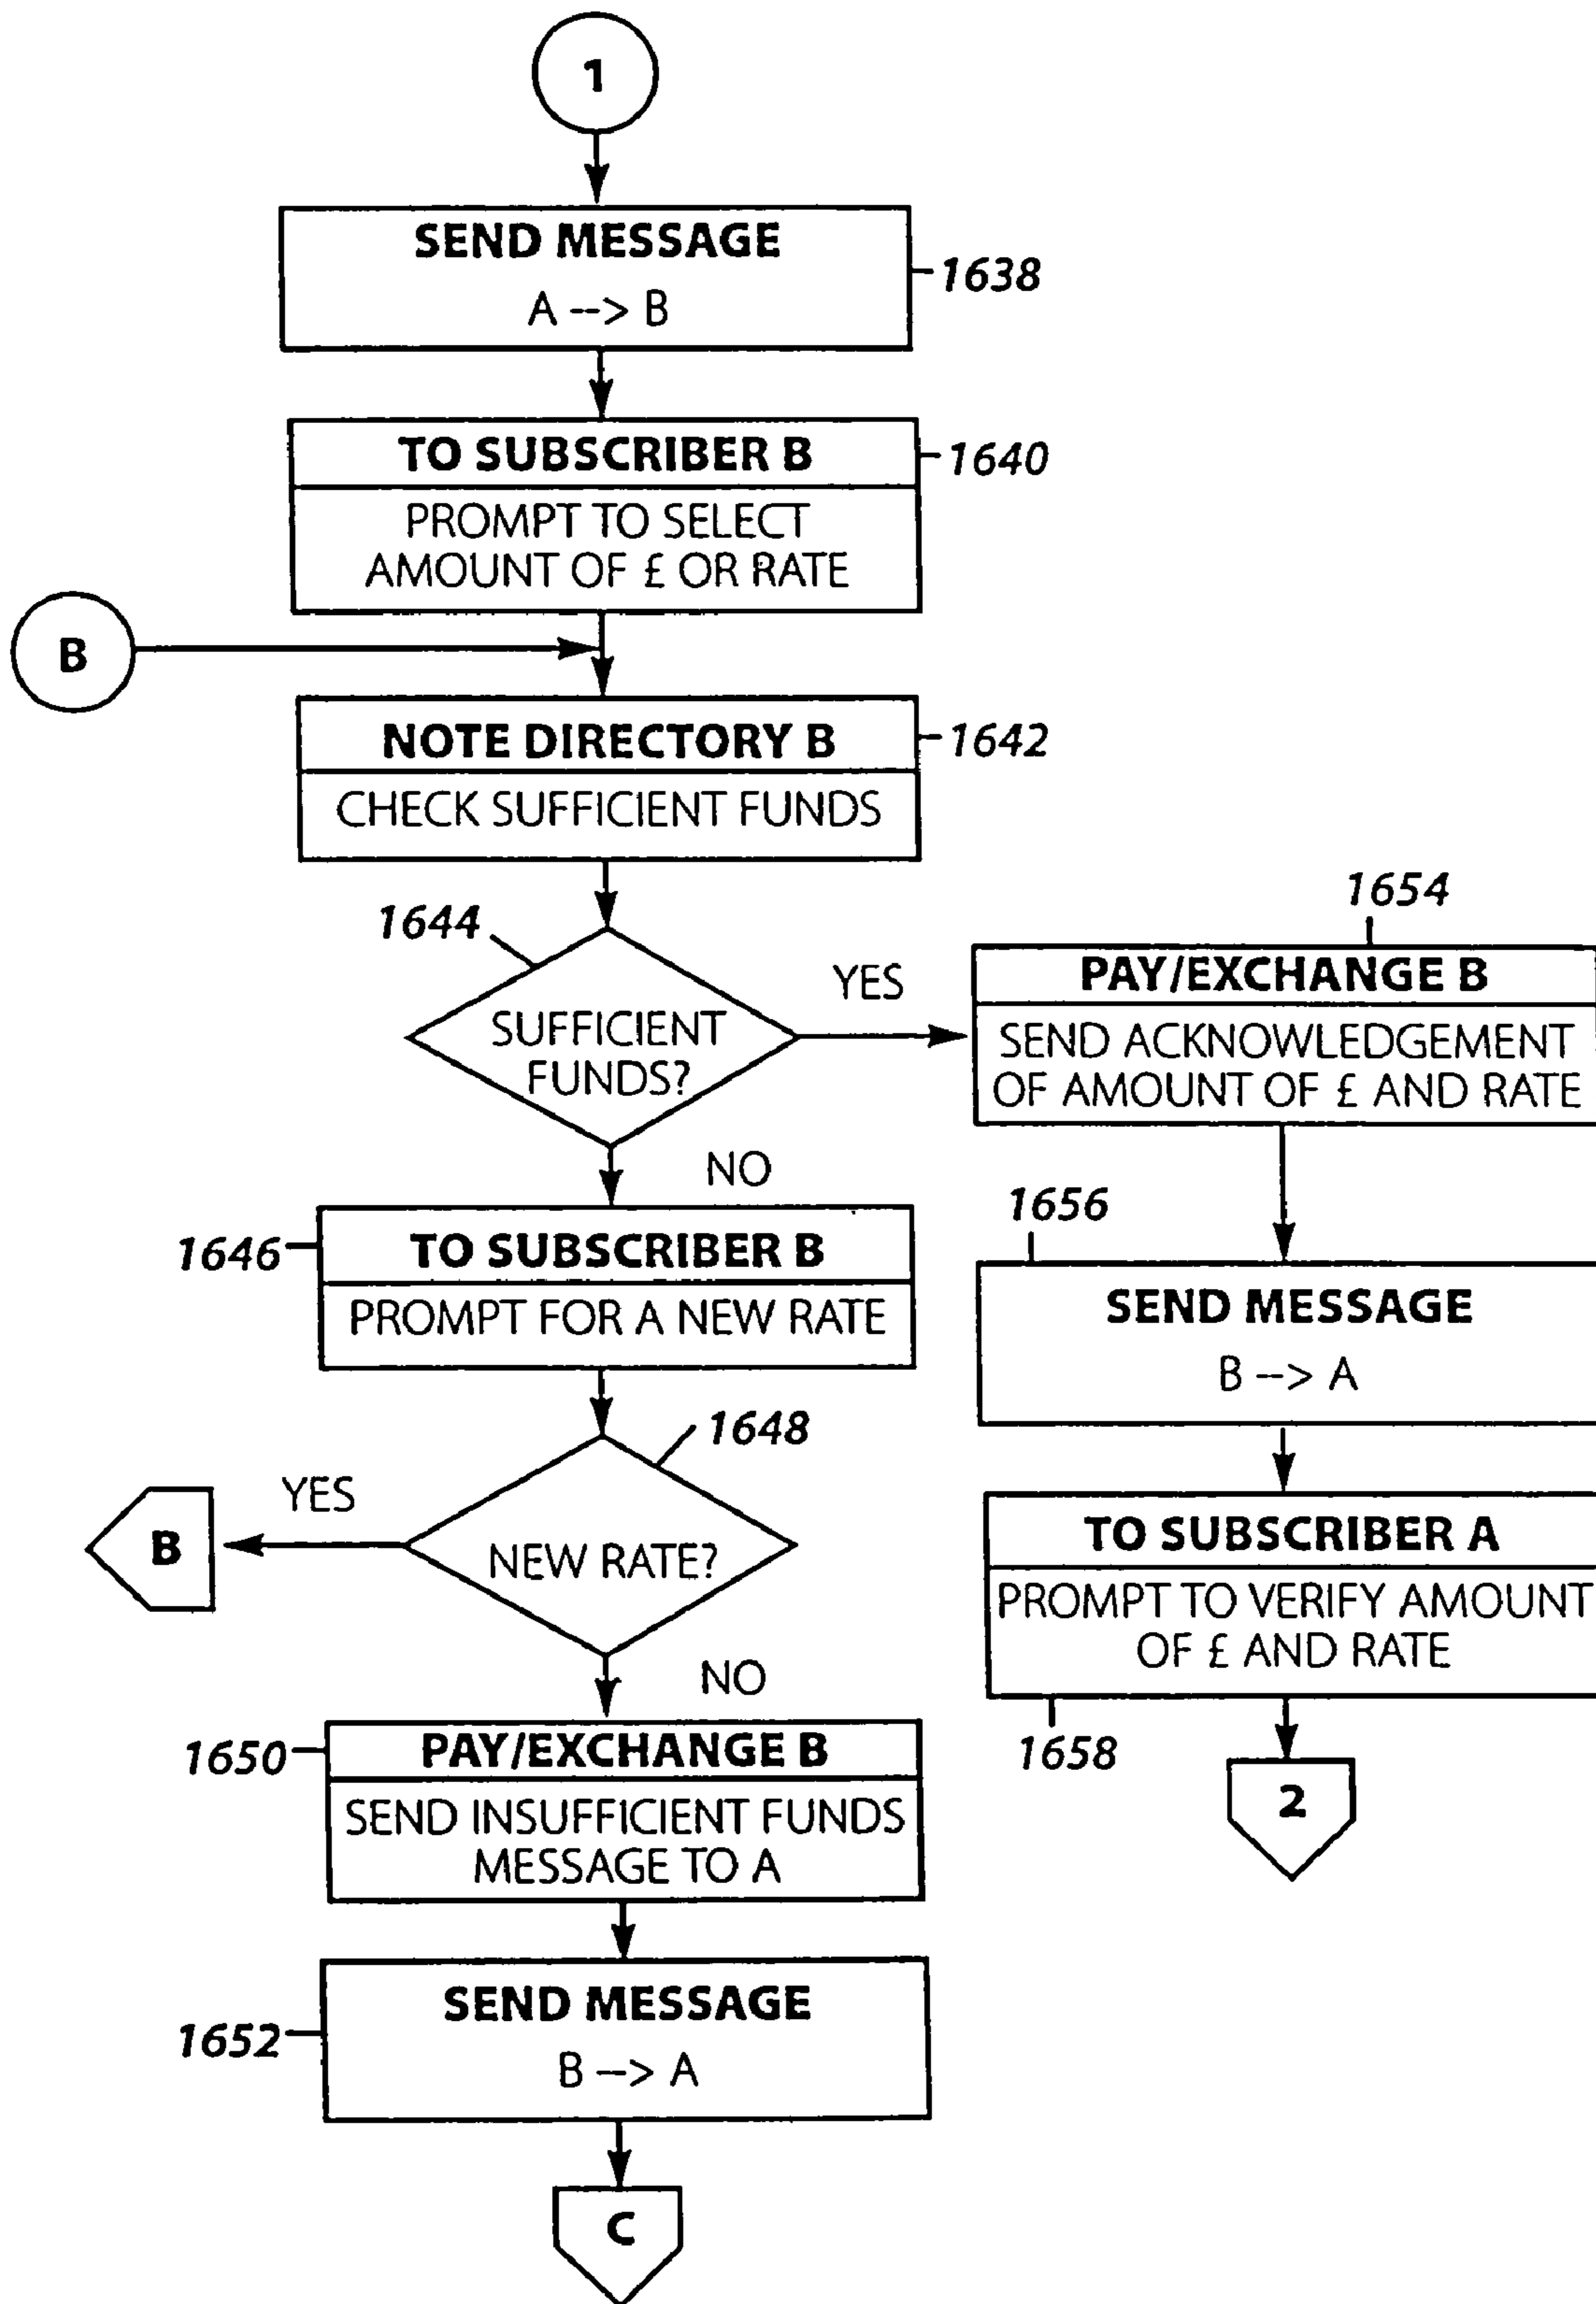 1
SEND MESSAGE
A --> B
1638
TO SUBSCRIBER B
1640
PROMPT TO SELECT
AMOUNT OF £ OR RATE
B
NOTE DIRECTORY B
1642
CHECK SUFFICIENT FUNDS
1644
SUFFICIENT
FUNDS?
YES
NO
1654
PAY/EXCHANGE B
SEND ACKNOWLEDGEMENT
OF AMOUNT OF £ AND RATE
1646
TO SUBSCRIBER B
PROMPT FOR A NEW RATE
1656
SEND MESSAGE
B --> A
1648
NEW RATE?
YES
B
NO
TO SUBSCRIBER A
PROMPT TO VERIFY AMOUNT
OF £ AND RATE
1658
2
1650
PAY/EXCHANGE B
SEND INSUFFICIENT FUNDS
MESSAGE TO A
1652
SEND MESSAGE
B --> A
C